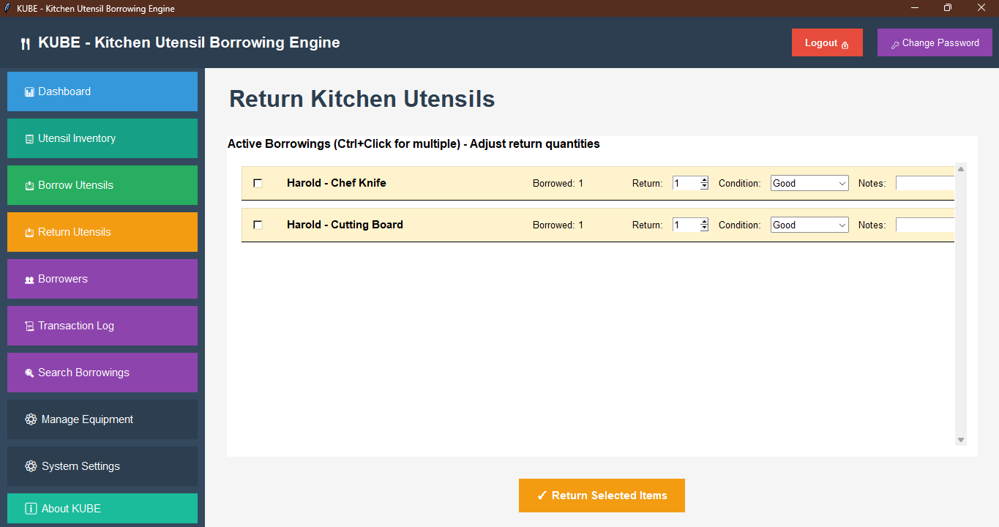 KUBE - Kitchen Utensil Borrowing Engine
KUBE - Kitchen Utensil Borrowing Engine
Logout
Change Password
Dashboard
Utensil Inventory
Borrow Utensils
Return Utensils
Borrowers
Transaction Log
Search Borrowings
Manage Equipment
System Settings
About KUBE
Return Kitchen Utensils
Active Borrowings (Ctrl+Click for multiple) - Adjust return quantities
Harold - Chef Knife Borrowed: 1 Return: 1 Condition: Good Notes:
Harold - Cutting Board Borrowed: 1 Return: 1 Condition: Good Notes:
✓ Return Selected Items